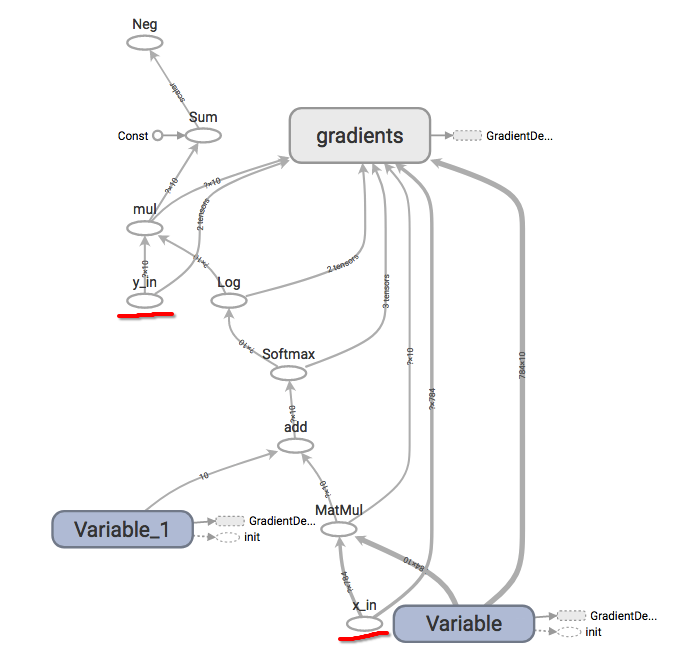 Neg
scalar
Sum
Const
gradients
GradientDe...
?×10
?×10
2 tensors
mul
?×10
?×10
y_in
Log
2 tensors
3 tensors
?×10
Softmax
?×10
?×784
784×10
?×10
add
10
?×10
MatMul
Variable_1
GradientDe...
init
?×784
x_in
Variable
GradientDe...
init